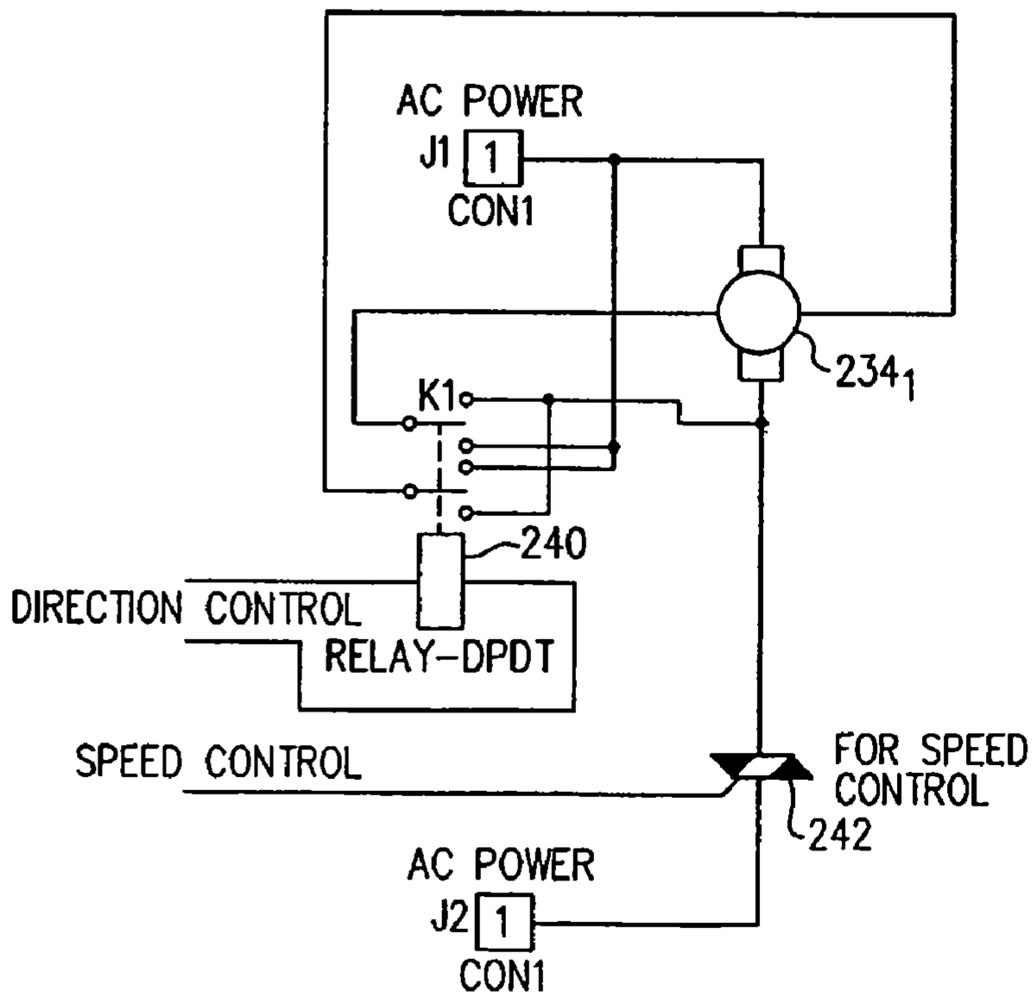 AC POWER
J1 1
CON1
234₁
K1
240
DIRECTION CONTROL
RELAY-DPDT
SPEED CONTROL
FOR SPEED
CONTROL
242
AC POWER
J2 1
CON1